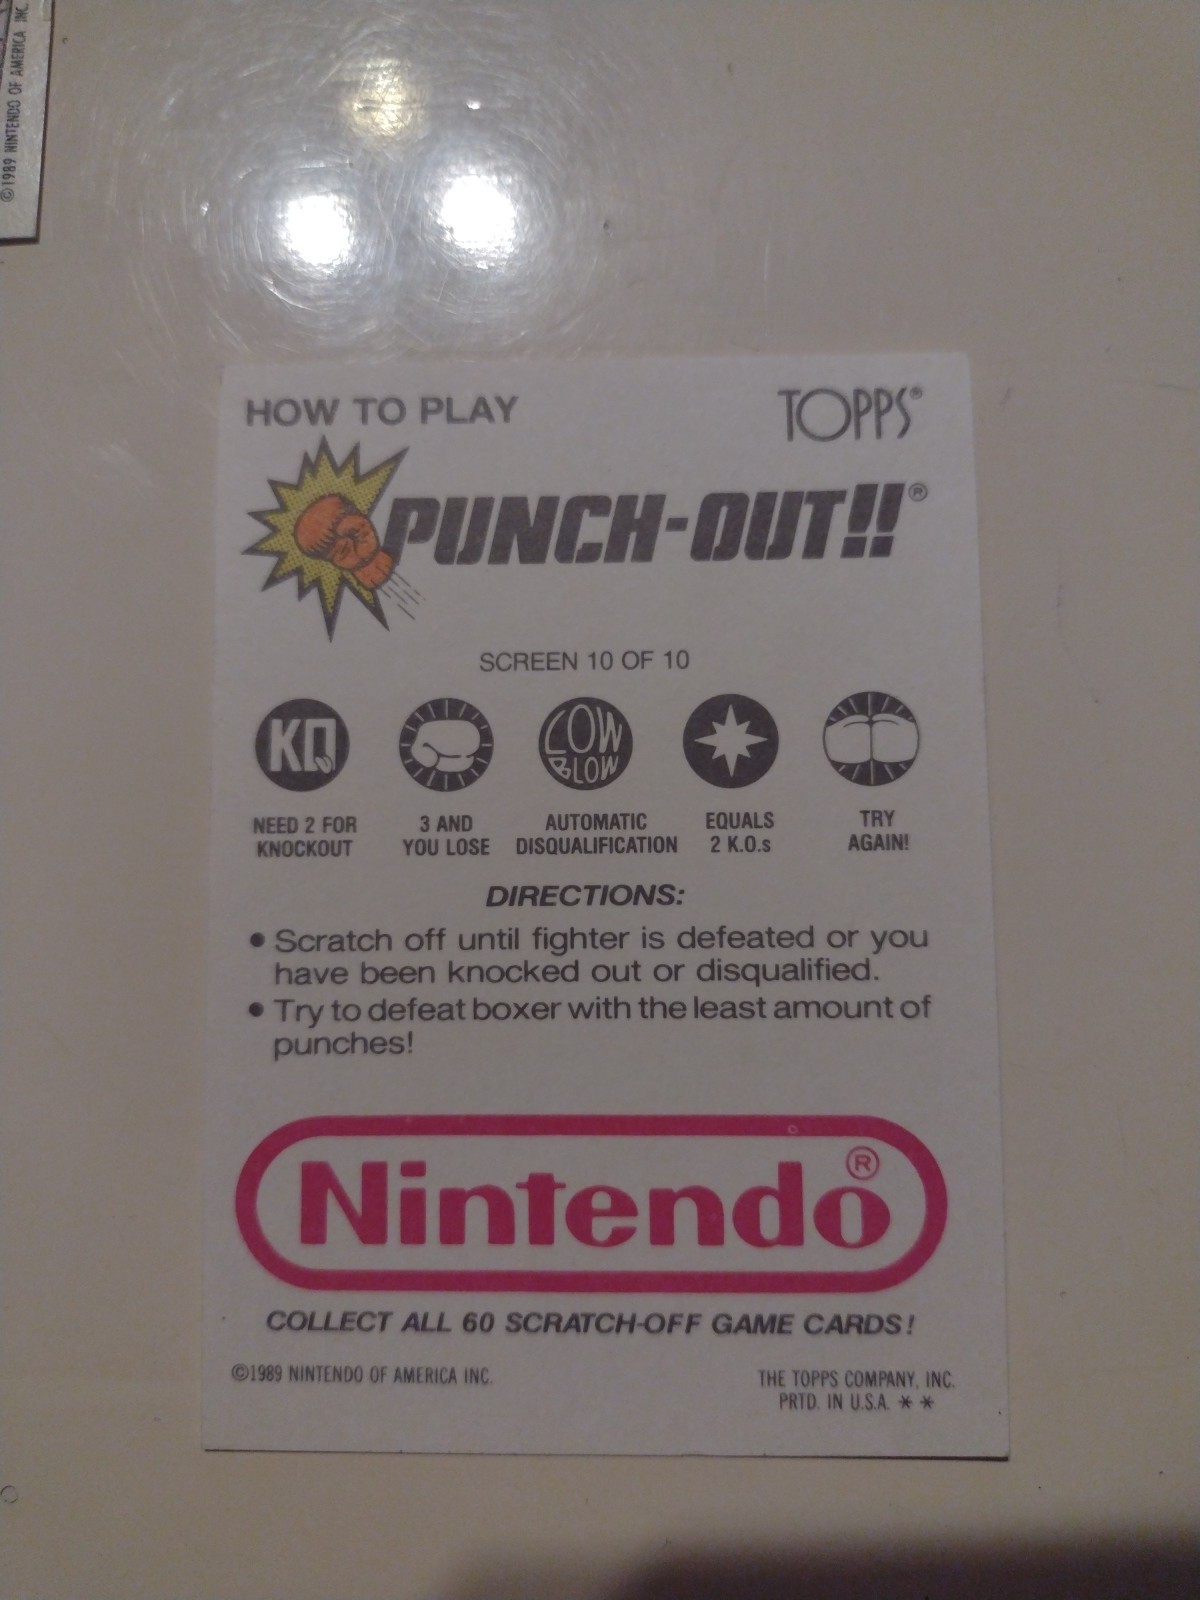 ©1989 NINTENDO OF AMERICA INC.
HOW TO PLAY
TOPPS®
PUNCH-OUT!!®
SCREEN 10 OF 10
KO
LOW
BLOW
NEED 2 FOR
KNOCKOUT
3 AND
YOU LOSE
AUTOMATIC
DISQUALIFICATION
EQUALS
2 K.O.s
TRY
AGAIN!
DIRECTIONS:
• Scratch off until fighter is defeated or you
have been knocked out or disqualified.
• Try to defeat boxer with the least amount of
punches!
Nintendo®
COLLECT ALL 60 SCRATCH-OFF GAME CARDS!
©1989 NINTENDO OF AMERICA INC.
THE TOPPS COMPANY, INC.
PRTD. IN U.S.A. * *